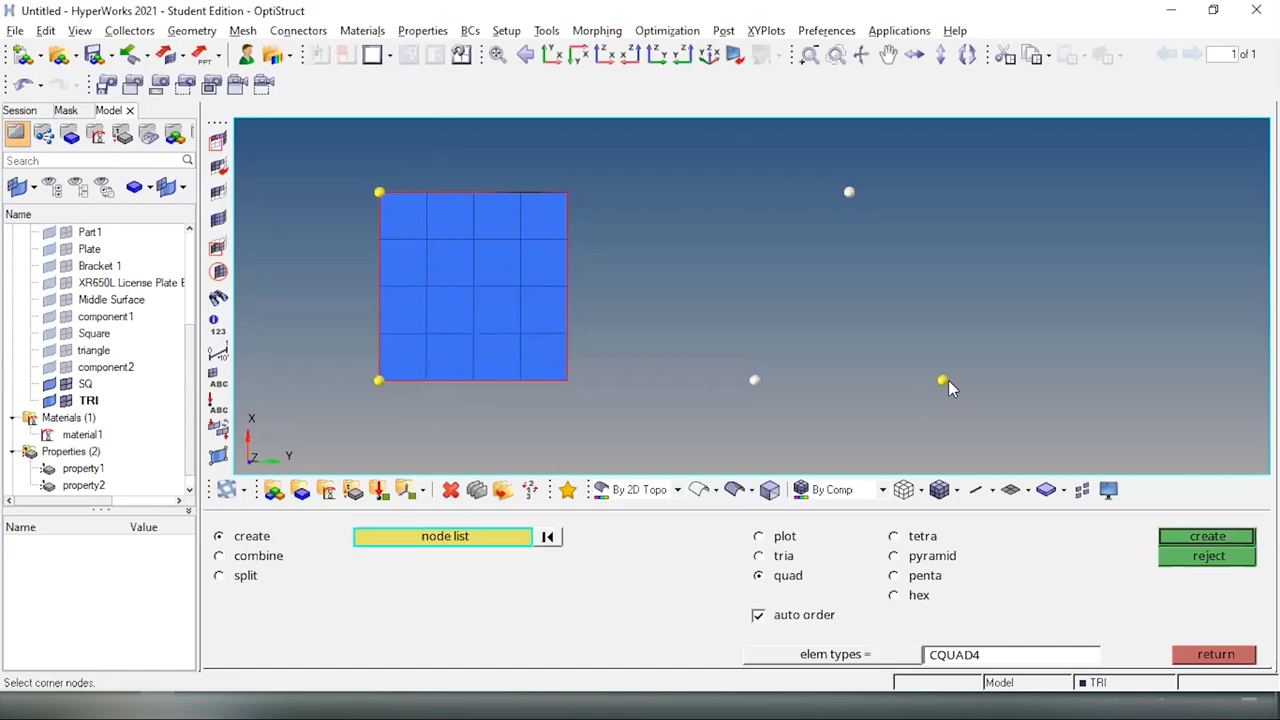 Untitled - HyperWorks 2021 - Student Edition - OptiStruct
File Edit View Collectors Geometry Mesh Connectors Materials Properties BCs Setup Tools Morphing Optimization Post XYPlots Preferences Applications Help
PPT
1 of 1
Session Mask Model
Search
Name
Part1
Plate
Bracket 1
XR650L License Plate E
Middle Surface
component1
Square
triangle
component2
SQ
TRI
Materials (1)
material1
Properties (2)
property1
property2
Name Value
123
ABC
ABC
X
Z Y
By 2D Topo By Comp
create node list plot tetra create
combine tria pyramid reject
split quad penta
hex
auto order
elem types = CQUAD4 return
Select corner nodes. Model TRI